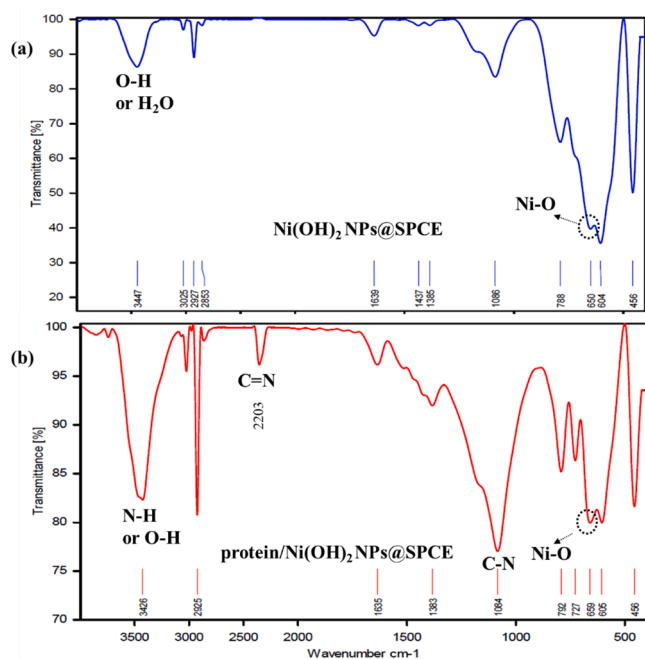 (a)
Transmittance [%]
100
90
80
70
60
50
40
30
20
O-H
or H₂O
Ni-O
Ni(OH)₂ NPs@SPCE
3447
3025
2927
2853
1639
1437
1385
1086
788
650
604
456
(b)
Transmittance [%]
100
95
90
85
80
75
70
C=N
2203
N-H
or O-H
protein/Ni(OH)₂ NPs@SPCE
C-N
Ni-O
3426
2925
1635
1383
1084
792
727
659
605
456
3500 3000 2500 2000 1500 1000 500
Wavenumber cm-1